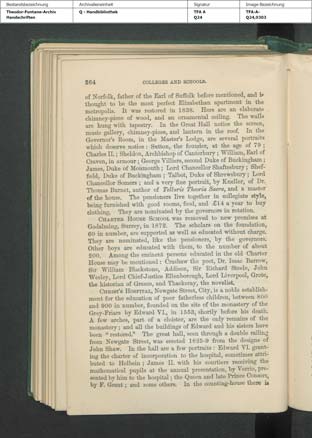 Bestandsbezeichnung Archivalieneinheit Signatur Image-Bezeichnung
Theodor-Fontane-Archiv Q - Handbibliothek TFA A TFA-A-
Handschriften Q24 Q24_0303
264 COLLEGES AND SCHOOLS.
of Norfolk, father of the Earl of Suffolk before mentioned, and is
thought to be the most perfect Elizabethan apartment in the
metropolis. It was restored in 1838. Here are an elaborate
chimney-piece of wood, and an ornamental ceiling. The walls
are hung with tapestry. In the Great Hall notice the screen,
music gallery, chimney-piece, and lantern in the roof. In the
Governor's Room, in the Master's Lodge, are several portraits
which deserve notice: Sutton, the founder, at the age of 79;
Charles II.; Sheldon, Archbishop of Canterbury; William, Earl of
Craven, in armour; George Villiers, second Duke of Buckingham;
James, Duke of Monmouth; Lord Chancellor Shaftesbury; Shef-
field, Duke of Buckingham; Talbot, Duke of Shrewsbury; Lord
Chancellor Somers; and a very fine portrait, by Kneller, of Dr.
Thomas Burnet, author of Telluris Theoria Sacra, and a master
of the house. The pensioners live together in collegiate style,
being furnished with good rooms, food, and £14 a year to buy
clothing. They are nominated by the governors in rotation.
CHARTER HOUSE SCHOOL was removed to new premises at
Godalming, Surrey, in 1872. The scholars on the foundation,
60 in number, are supported as well as educated without charge.
They are nominated, like the pensioners, by the governors.
Other boys are educated with them, to the number of about
200. Among the eminent persons educated in the old Charter
House may be mentioned: Crashaw the poet, Dr. Isaac Barrow,
Sir William Blackstone, Addison, Sir Richard Steele, John
Wesley, Lord Chief-Justice Ellenborough, Lord Liverpool, Grote,
the historian of Greece, and Thackeray, the novelist.
CHRIST'S HOSPITAL, Newgate Street, City, is a noble establish-
ment for the education of poor fatherless children, between 800
and 900 in number, founded on the site of the monastery of the
Grey-Friars by Edward VI., in 1553, shortly before his death.
A few arches, part of a cloister, are the only remains of the
monastery; and all the buildings of Edward and his sisters have
been "restored." The great hall, seen through a double railing
from Newgate Street, was erected 1825-9 from the designs of
John Shaw. In the hall are a few portraits: Edward VI. grant-
ing the charter of incorporation to the hospital, sometimes attri-
buted to Holbein; James II. with his courtiers receiving the
mathematical pupils at the annual presentation, by Verrio, pre-
sented by him to the hospital; the Queen and late Prince Consort,
by F. Grant; and some others. In the counting-house there is